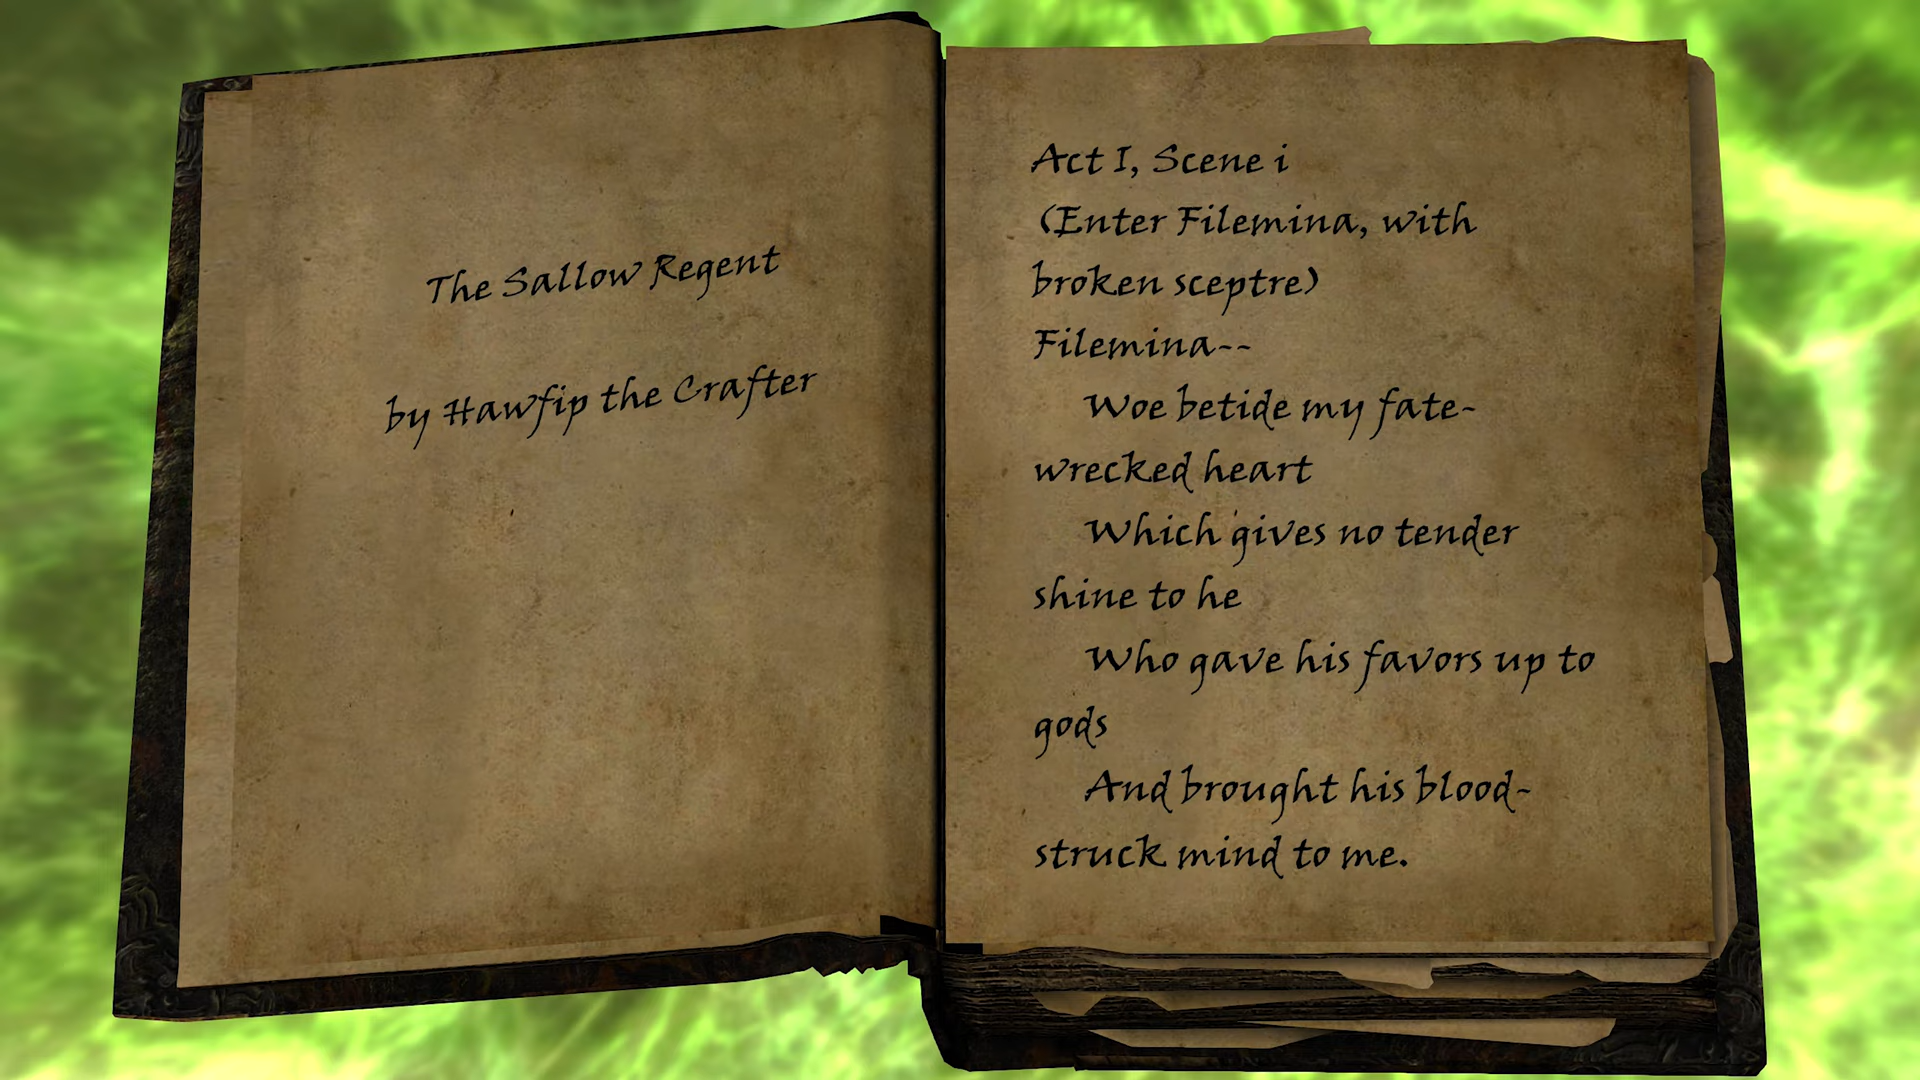 The Sallow Regent
by Hawfip the Crafter
Act I, Scene i
(Enter Filemina, with
broken sceptre)
Filemina--
Woe betide my fate-
wrecked heart
Which gives no tender
shine to he
Who gave his favors up to
gods
And brought his blood-
struck mind to me.